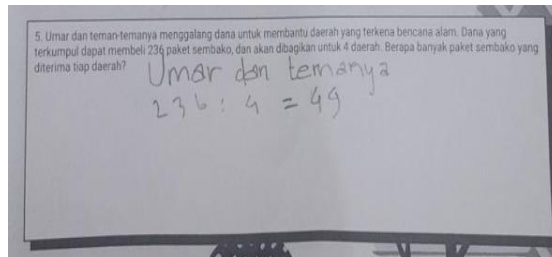 5. Umar dan teman-temanya menggalang dana untuk membantu daerah yang terkena bencana alam. Dana yang
terkumpul dapat membeli 236 paket sembako, dan akan dibagikan untuk 4 daerah. Berapa banyak paket sembako yang
diterima tiap daerah?
Umar dan temanya
236 : 4 = 49